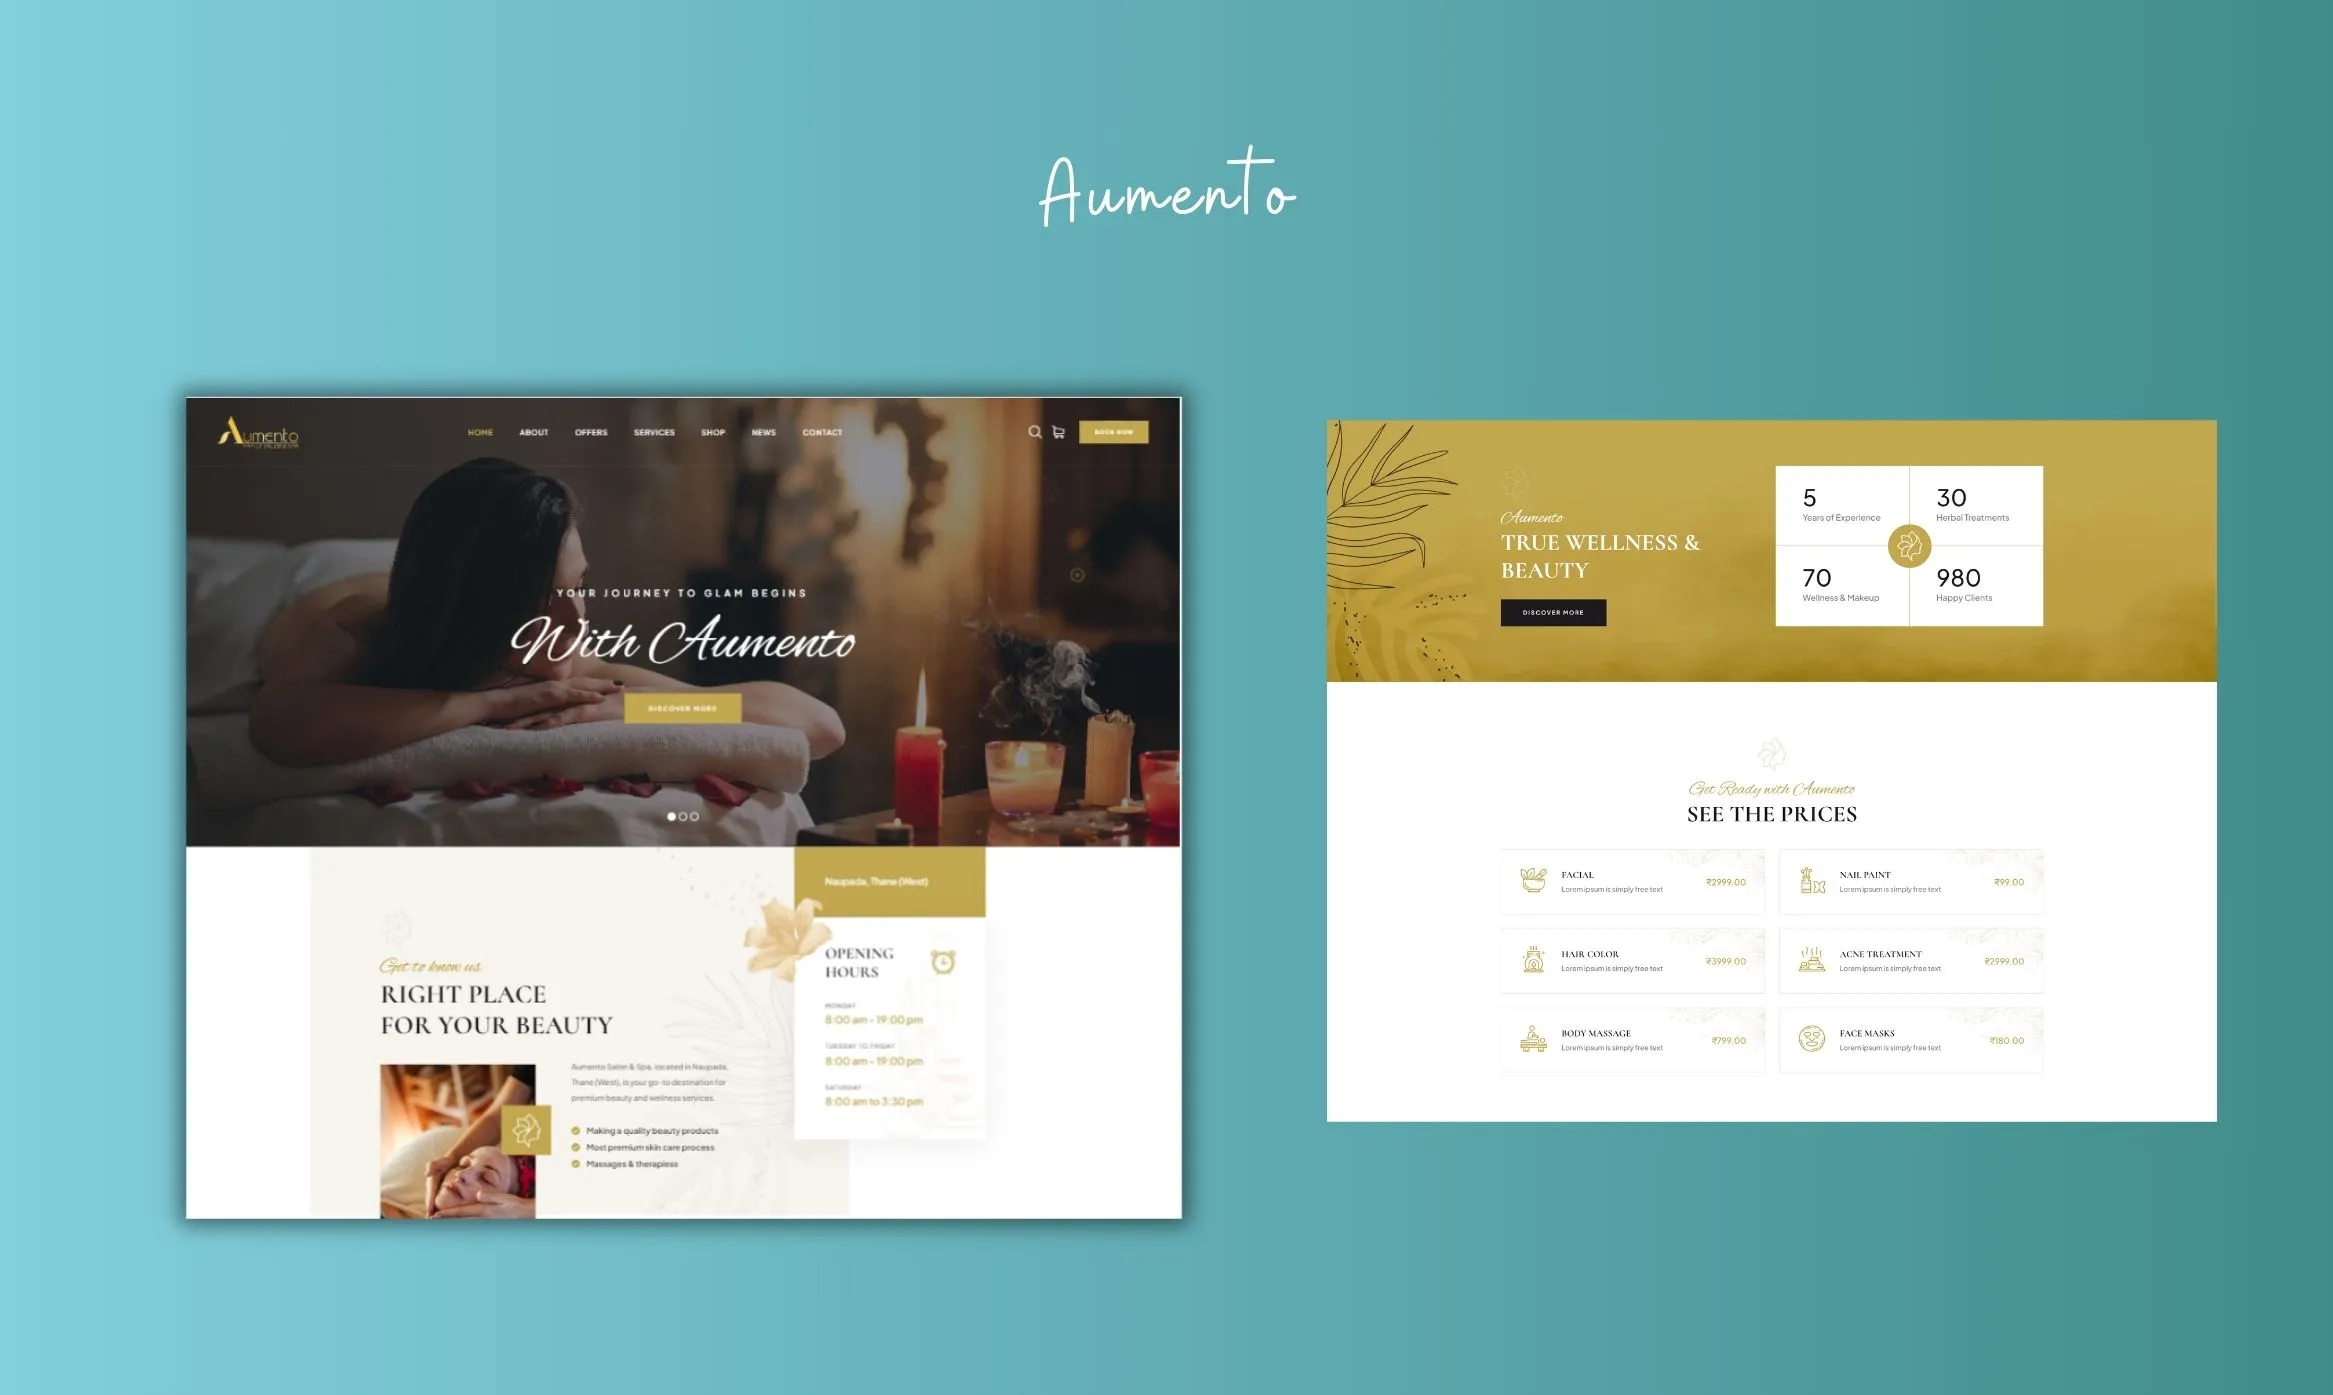 Aumento
Aumento
HOME ABOUT OFFERS SERVICES SHOP NEWS CONTACT
BOOK NOW
YOUR JOURNEY TO GLAM BEGINS
With Aumento
DISCOVER MORE
Naupada, Thane (West)
OPENING
HOURS
MONDAY
8:00 am - 19:00 pm
TUESDAY TO FRIDAY
8:00 am - 19:00 pm
SATURDAY
8:00 am to 3:30 pm
Get to know us
RIGHT PLACE
FOR YOUR BEAUTY
Aumento Salon & Spa, located in Naupada,
Thane (West), is your go-to destination for
premium beauty and wellness services.
Making a quality beauty products
Most premium skin care process
Massages & therapiess
Aumento
TRUE WELLNESS &
BEAUTY
DISCOVER MORE
5
Years of Experience
30
Herbal Treatments
70
Wellness & Makeup
980
Happy Clients
Get Ready with Aumento
SEE THE PRICES
FACIAL
Lorem ipsum is simply free text
₹2999.00
NAIL PAINT
Lorem ipsum is simply free text
₹99.00
HAIR COLOR
Lorem ipsum is simply free text
₹3999.00
ACNE TREATMENT
Lorem ipsum is simply free text
₹2999.00
BODY MASSAGE
Lorem ipsum is simply free text
₹799.00
FACE MASKS
Lorem ipsum is simply free text
₹180.00